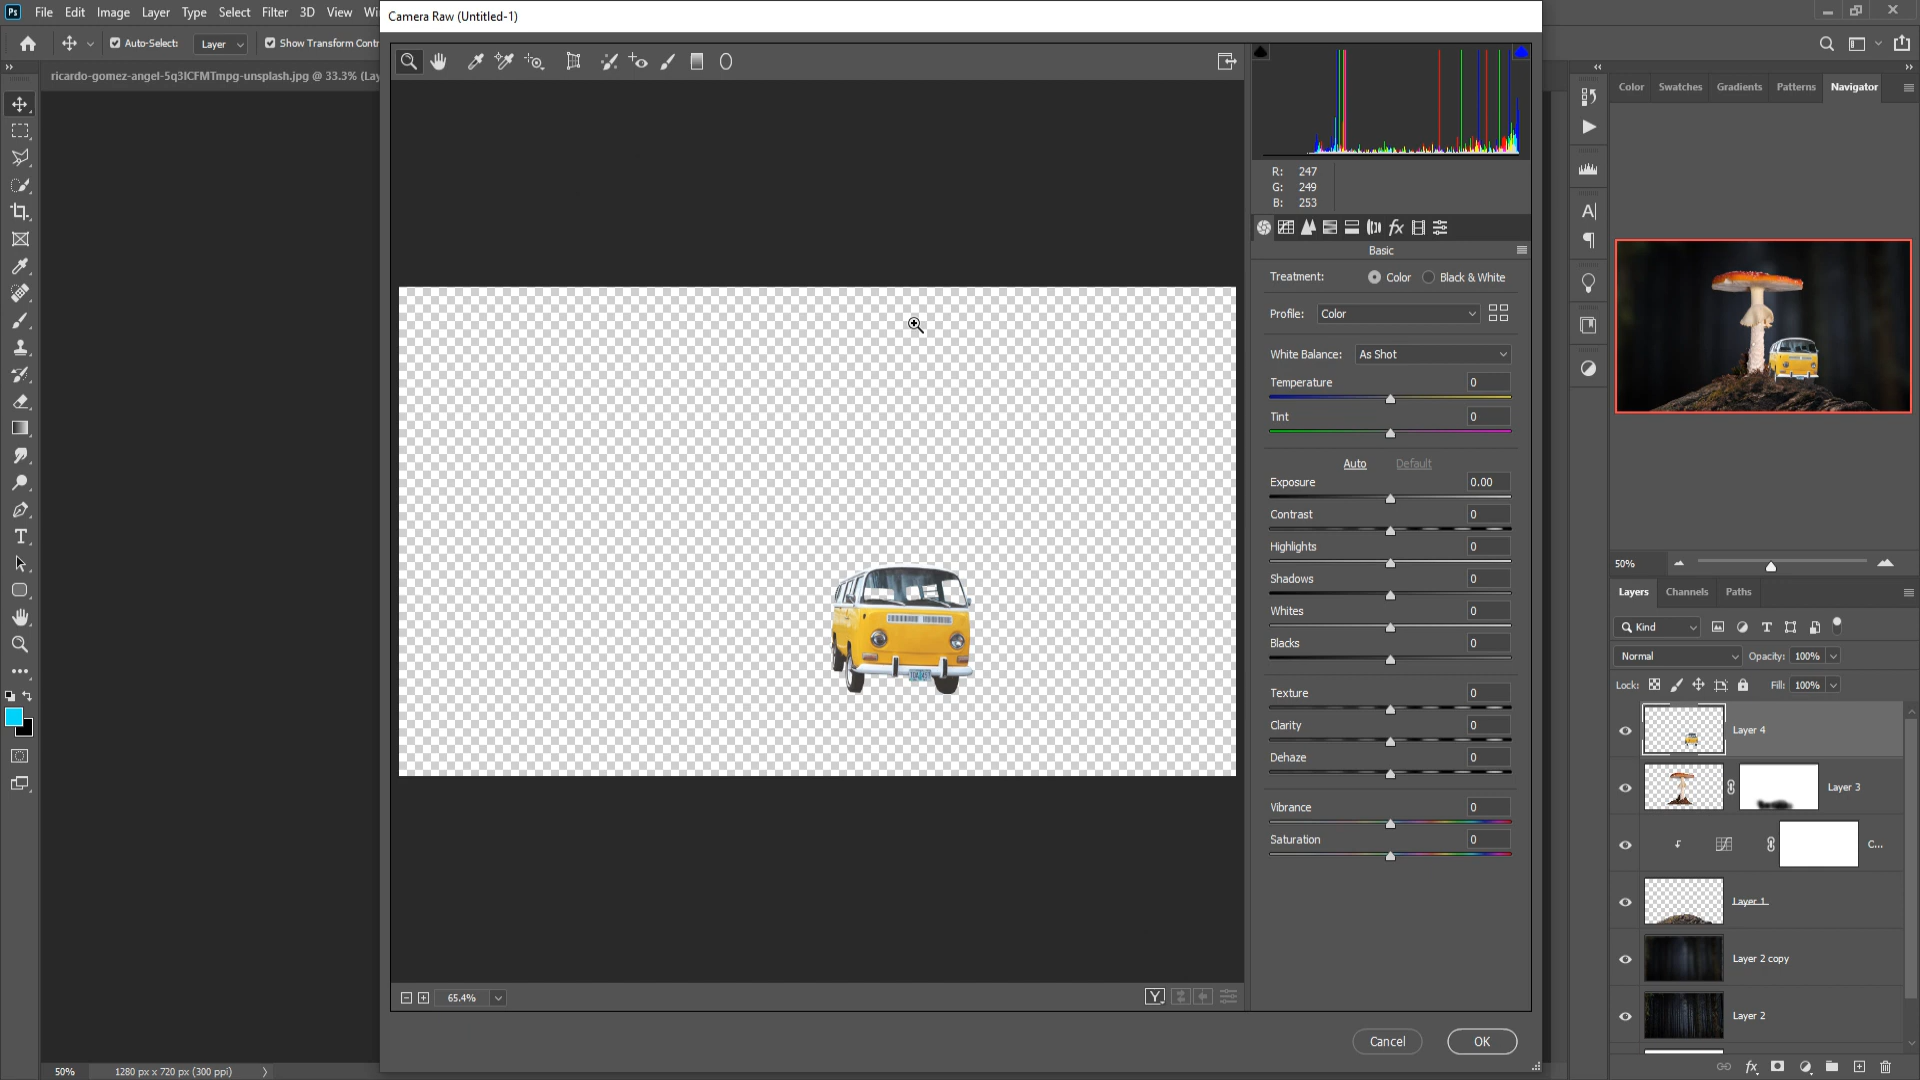 Ps File Edit Image Layer Type Select Filter 3D View
Camera Raw (Untitled-1)
Auto-Select: Layer Show Transform Contr
ricardo-gomez-angel-5q3ICFMTmpg-unsplash.jpg @ 33.3% (Lay
R: 247
G: 249
B: 253
fx
Basic
Treatment: Color Black & White
Profile: Color
White Balance: As Shot
Temperature 0
Tint 0
Auto Default
Exposure 0.00
Contrast 0
Highlights 0
Shadows 0
Whites 0
Blacks 0
Texture 0
Clarity 0
Dehaze 0
Vibrance 0
Saturation 0
65.4%
Y
Cancel OK
Color Swatches Gradients Patterns Navigator
50%
Layers Channels Paths
Kind
Normal Opacity: 100%
Lock: Fill: 100%
Layer 4
Layer 3
C...
Layer 1
Layer 2 copy
Layer 2
fx
50% 1280 px x 720 px (300 ppi)